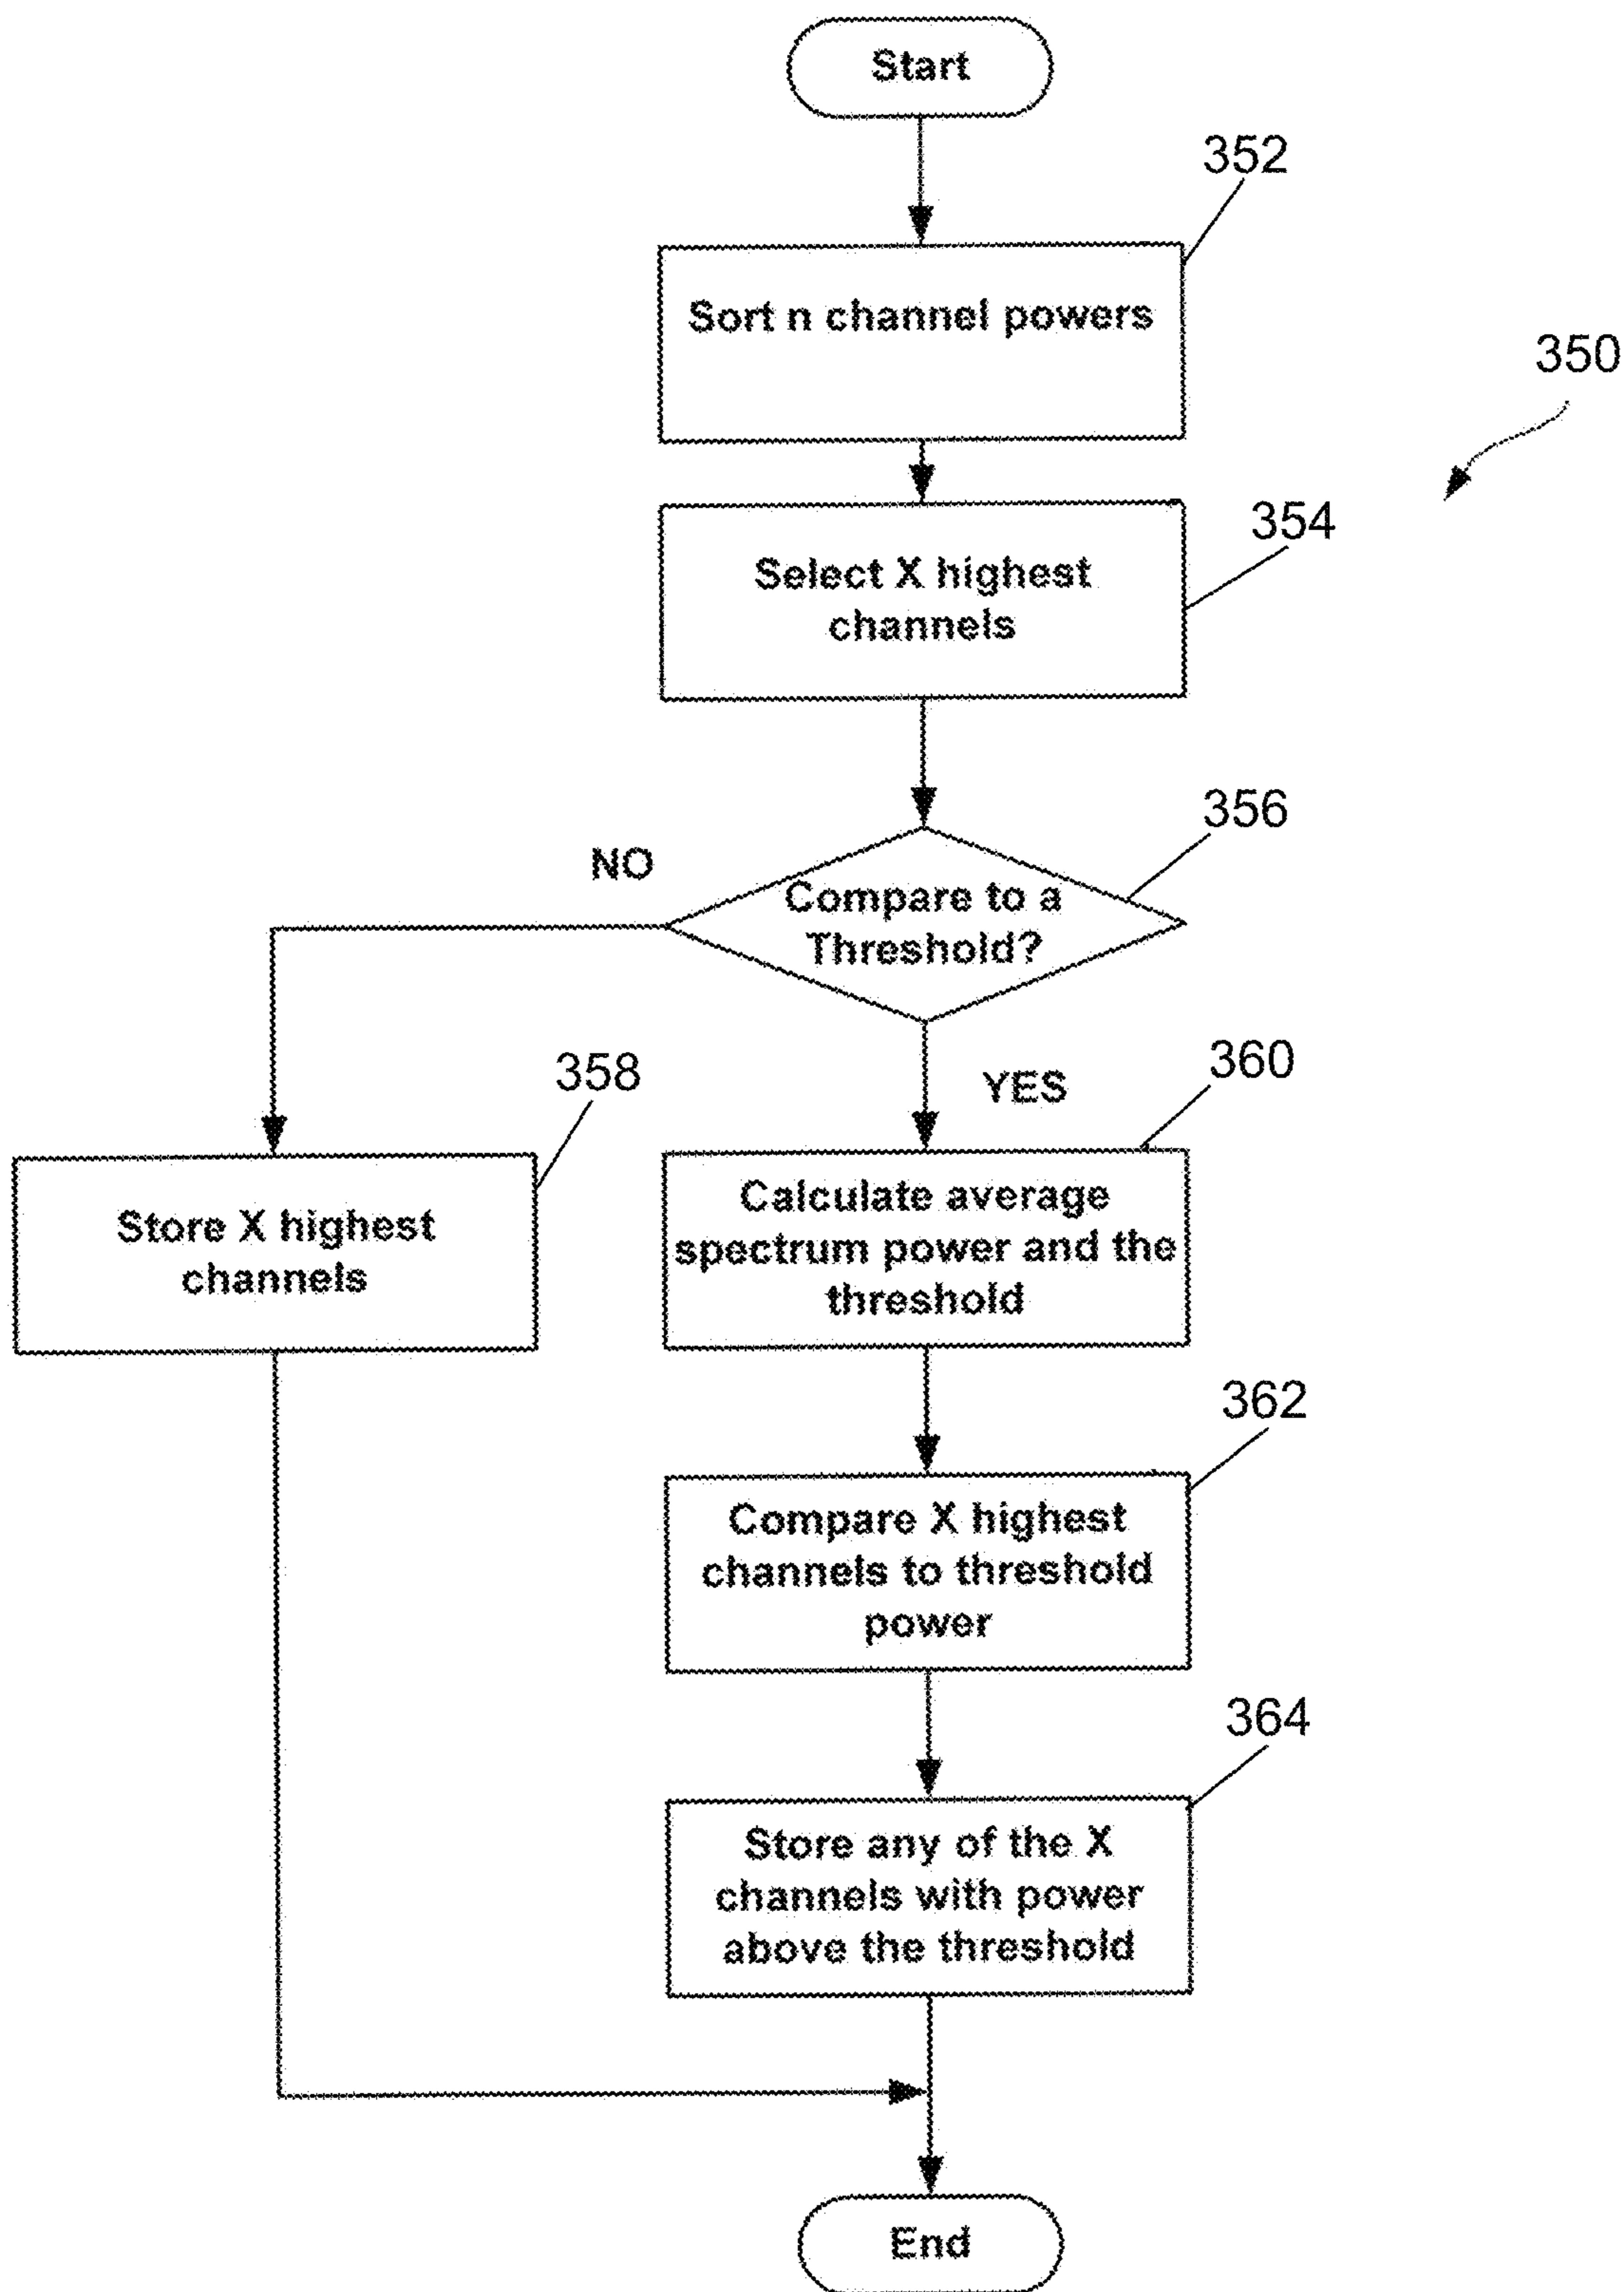 Start
352
Sort n channel powers
350
354
Select X highest
channels
356
NO
Compare to a
Threshold?
358
360
YES
Store X highest
channels
Calculate average
spectrum power and the
threshold
362
Compare X highest
channels to threshold
power
364
Store any of the X
channels with power
above the threshold
End